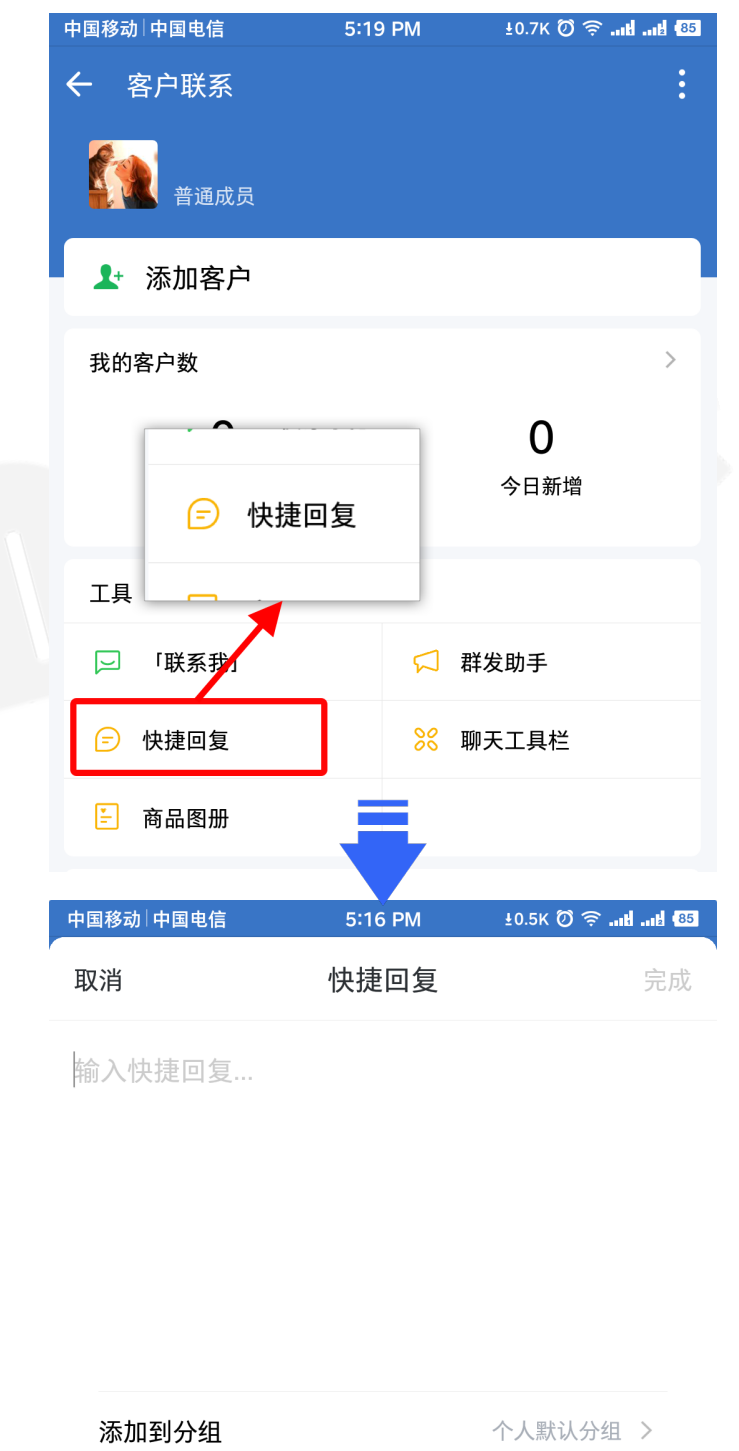 中国移动 中国电信 5:19 PM 0.7K 85
客户联系
普通成员
添加客户
我的客户数
0
今日新增
快捷回复
工具
「联系我」 群发助手
快捷回复 聊天工具栏
商品图册
中国移动 中国电信 5:16 PM 0.5K 85
取消 快捷回复 完成
输入快捷回复...
添加到分组 个人默认分组